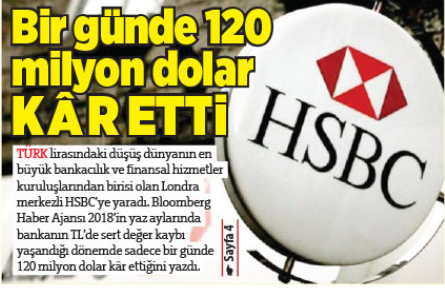 Bir günde 120
milyon dolar
KÂR ETTİ
TÜRK lirasındaki düşüş dünyanın en
büyük bankacılık ve finansal hizmetler
kuruluşlarından birisi olan Londra
merkezli HSBC'ye yaradı. Bloomberg
Haber Ajansı 2018'in yaz aylarında
bankanın TL'de sert değer kaybı
yaşandığı dönemde sadece bir günde
120 milyon dolar kâr ettiğini yazdı.
Sayfa 4
HSBC